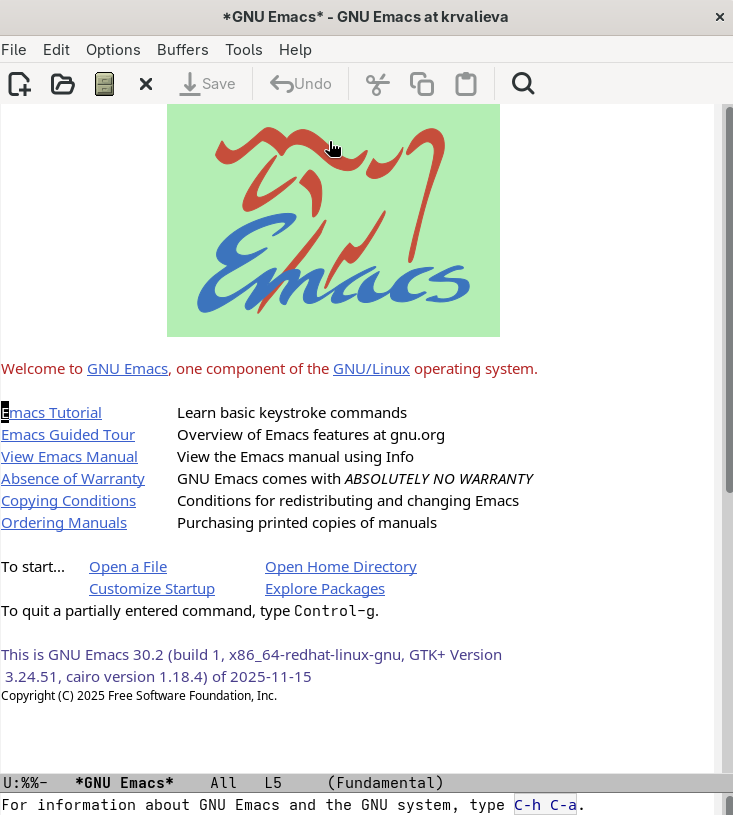 *GNU Emacs* - GNU Emacs at krvalieva
File Edit Options Buffers Tools Help
Save Undo
Emacs
Welcome to GNU Emacs, one component of the GNU/Linux operating system.
Emacs Tutorial Learn basic keystroke commands
Emacs Guided Tour Overview of Emacs features at gnu.org
View Emacs Manual View the Emacs manual using Info
Absence of Warranty GNU Emacs comes with ABSOLUTELY NO WARRANTY
Copying Conditions Conditions for redistributing and changing Emacs
Ordering Manuals Purchasing printed copies of manuals
To start... Open a File Open Home Directory
Customize Startup Explore Packages
To quit a partially entered command, type Control-g.
This is GNU Emacs 30.2 (build 1, x86_64-redhat-linux-gnu, GTK+ Version
3.24.51, cairo version 1.18.4) of 2025-11-15
Copyright (C) 2025 Free Software Foundation, Inc.
U:%%- *GNU Emacs* All L5 (Fundamental)
For information about GNU Emacs and the GNU system, type C-h C-a.